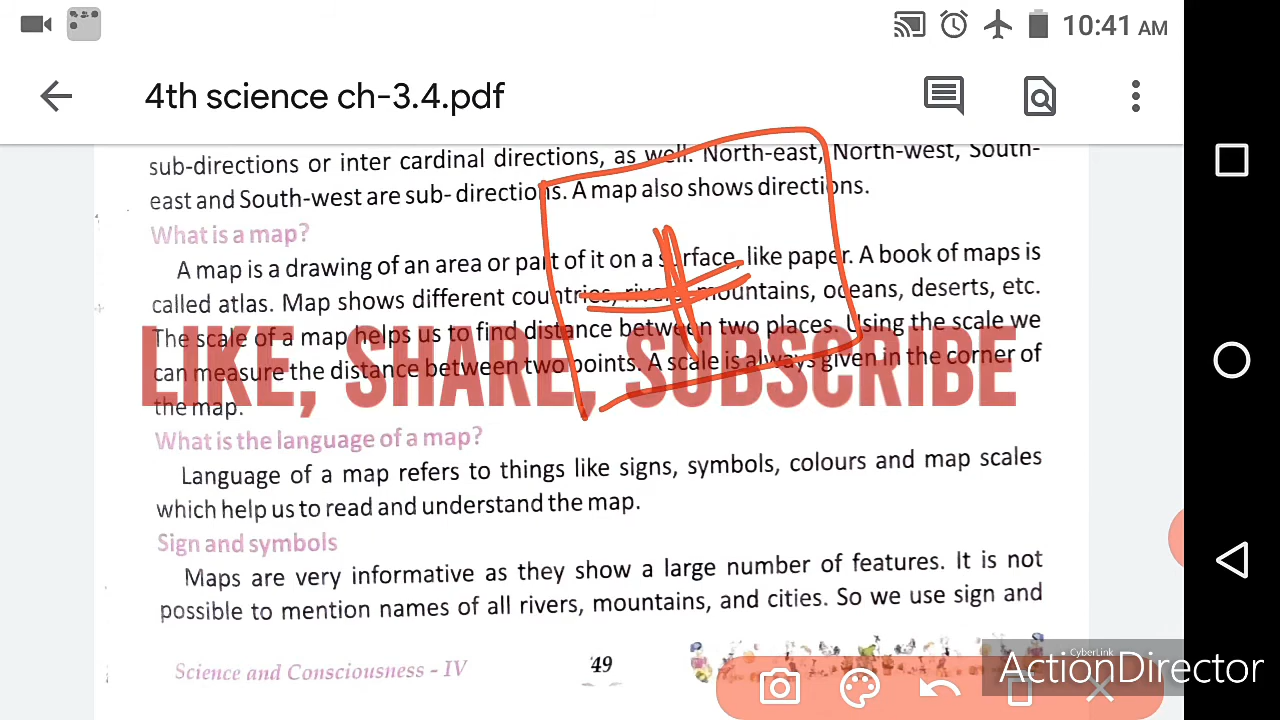 10:41 AM
4th science ch-3.4.pdf
sub-directions or inter cardinal directions, as well. North-east, North-west, South-
east and South-west are sub- directions. A map also shows directions.
What is a map?
A map is a drawing of an area or part of it on a surface, like paper. A book of maps is
called atlas. Map shows different countries, rivers, mountains, oceans, deserts, etc.
The scale of a map helps us to find distance between two places. Using the scale we
can measure the distance between two points. A scale is always given in the corner of
the map.
LIKE, SHARE, SUBSCRIBE
What is the language of a map?
Language of a map refers to things like signs, symbols, colours and map scales
which help us to read and understand the map.
Sign and symbols
Maps are very informative as they show a large number of features. It is not
possible to mention names of all rivers, mountains, and cities. So we use sign and
Science and Consciousness - IV
49
CyberLink
ActionDirector